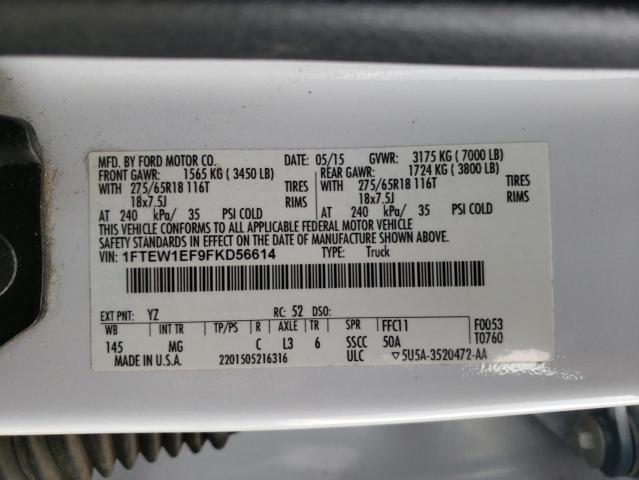 MFD. BY FORD MOTOR CO. DATE: 05/15 GVWR: 3175 KG ( 7000 LB)
FRONT GAWR: 1565 KG ( 3450 LB) REAR GAWR: 1724 KG ( 3800 LB)
WITH 275/65R18 116T TIRES WITH 275/65R18 116T TIRES
18x7.5J RIMS 18x7.5J RIMS
AT 240 kPa/ 35 PSI COLD AT 240 kPa/ 35 PSI COLD
THIS VEHICLE CONFORMS TO ALL APPLICABLE FEDERAL MOTOR VEHICLE
SAFETY STANDARDS IN EFFECT ON THE DATE OF MANUFACTURE SHOWN ABOVE.
VIN: 1FTEW1EF9FKD56614 TYPE: Truck
EXT PNT: YZ RC: 52 DSO: F0053
WB INT TR TP/PS R AXLE TR SPR FFC11 T0760
145 MG C L3 6 SSCC 50A
MADE IN U.S.A. 2201505216316 ULC ▽5U5A-3520472-AA